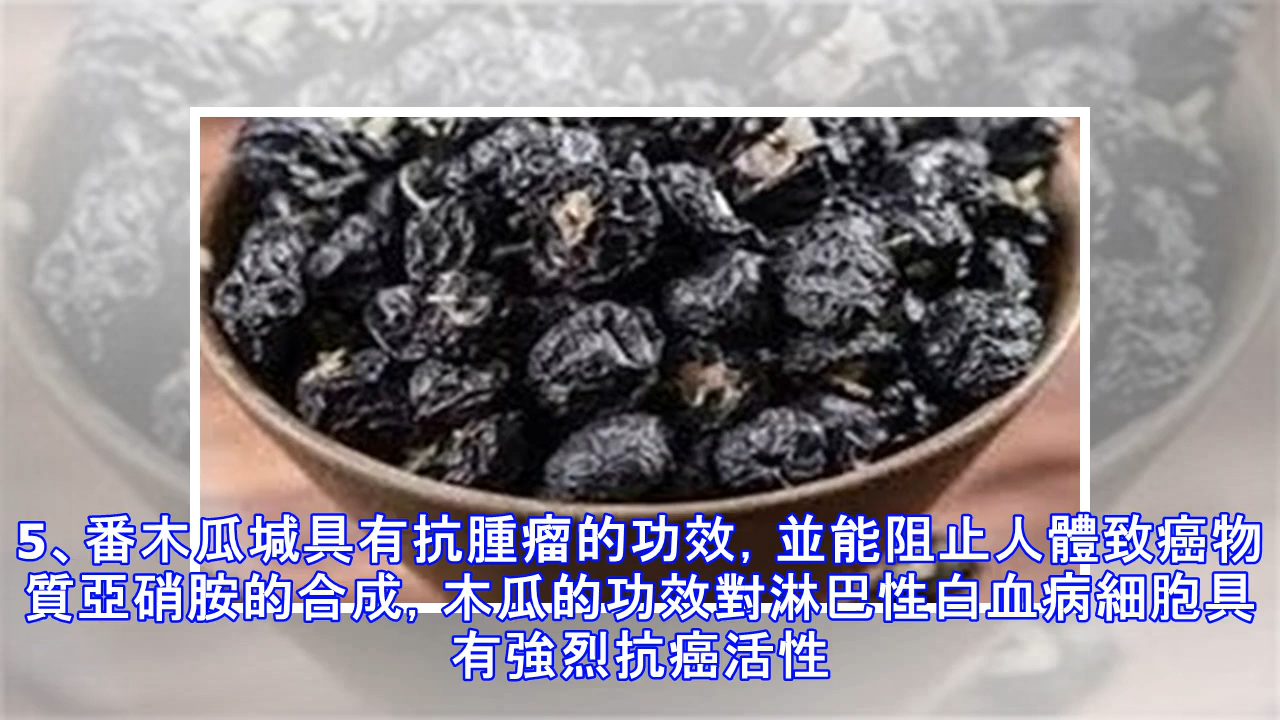 5、番木瓜堿具有抗腫瘤的功效, 並能阻止人體致癌物
質亞硝胺的合成, 木瓜的功效對淋巴性白血病細胞具
有強烈抗癌活性